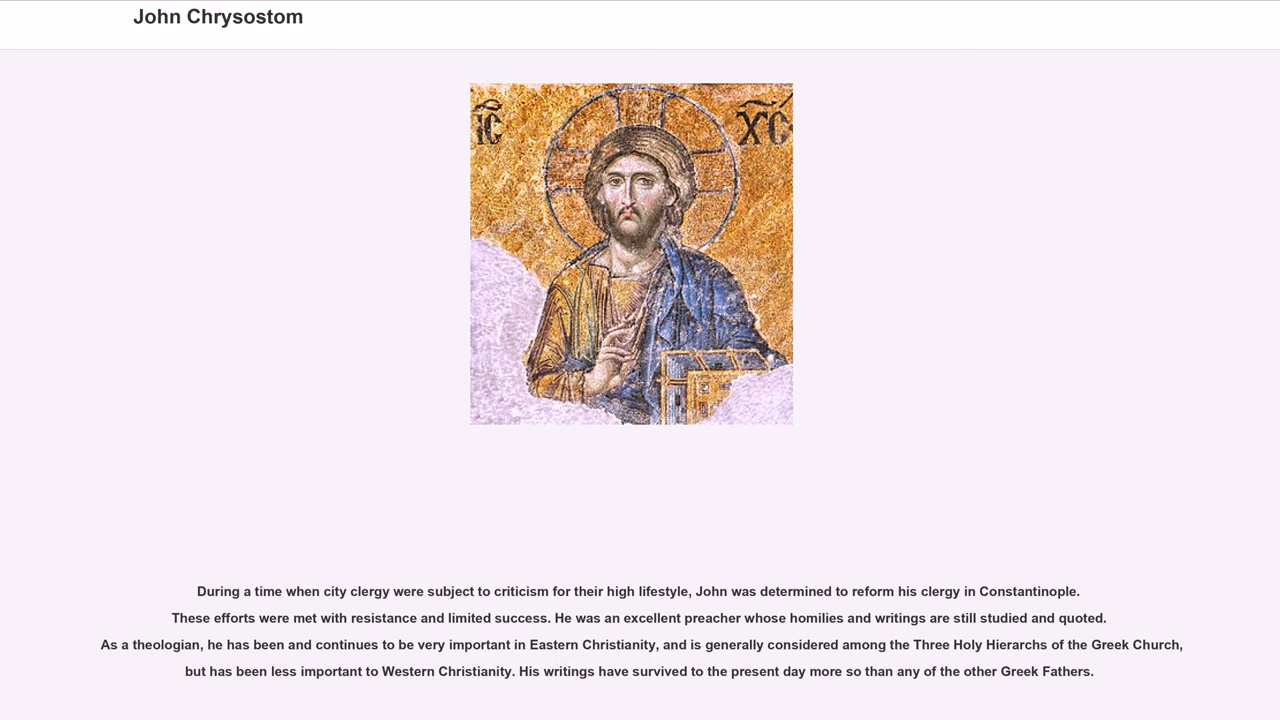 John Chrysostom
IC XC
During a time when city clergy were subject to criticism for their high lifestyle, John was determined to reform his clergy in Constantinople.
These efforts were met with resistance and limited success. He was an excellent preacher whose homilies and writings are still studied and quoted.
As a theologian, he has been and continues to be very important in Eastern Christianity, and is generally considered among the Three Holy Hierarchs of the Greek Church,
but has been less important to Western Christianity. His writings have survived to the present day more so than any of the other Greek Fathers.